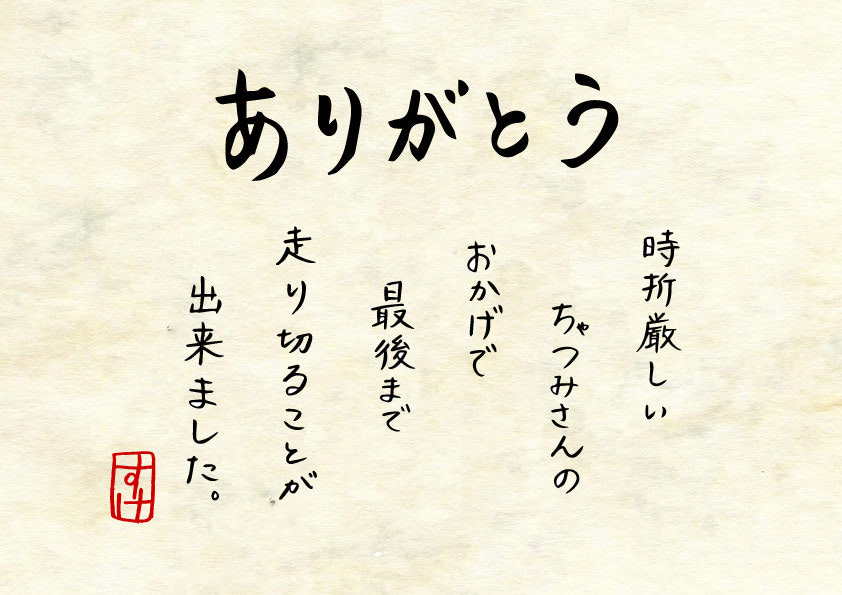 ありがとう
時折厳しい
ちゃつみさんの
おかげで
最後まで
走り切ることが
出来ました。
すけ